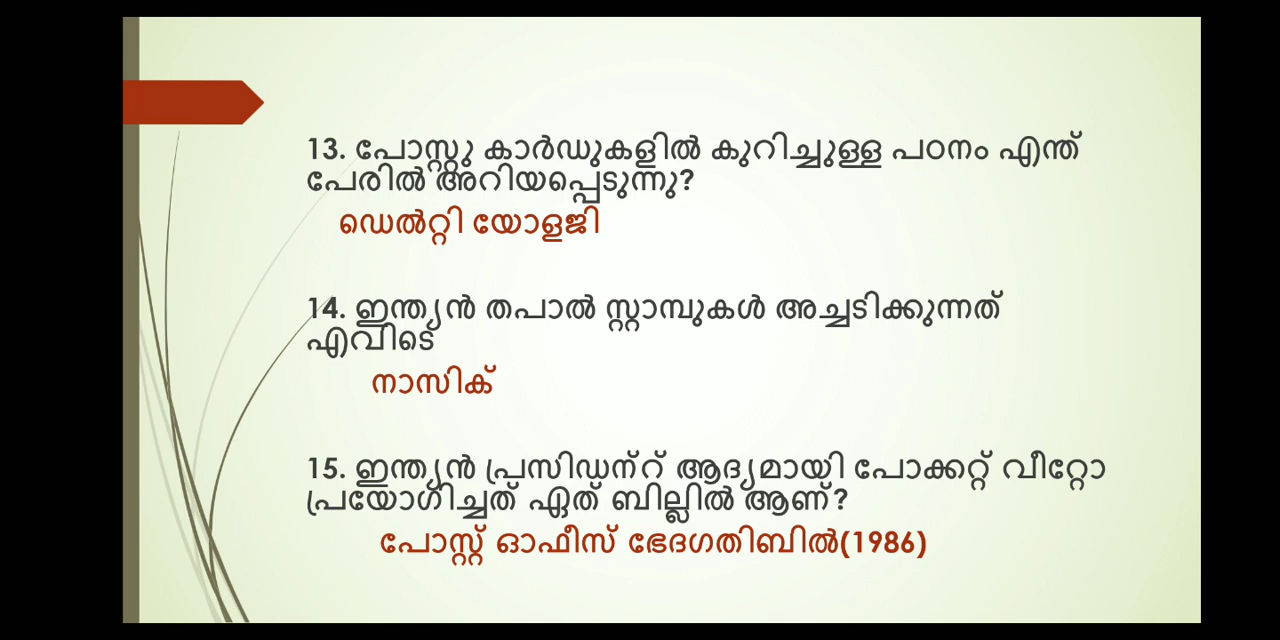 13. പോസ്റ്റു കാർഡുകളിൽ കുറിച്ചുള്ള പഠനം എന്ത്
പേരിൽ അറിയപ്പെടുന്നു?
ഡെൽറ്റി യോളജി
14. ഇന്ത്യൻ തപാൽ സ്റ്റാമ്പുകൾ അച്ചടിക്കുന്നത്
എവിടെ
നാസിക്
15. ഇന്ത്യൻ പ്രസിഡന്റ് ആദ്യമായി പോക്കറ്റ് വീറ്റോ
പ്രയോഗിച്ചത് ഏത് ബില്ലിൽ ആണ്?
പോസ്റ്റ് ഓഫീസ് ഭേദഗതിബിൽ(1986)